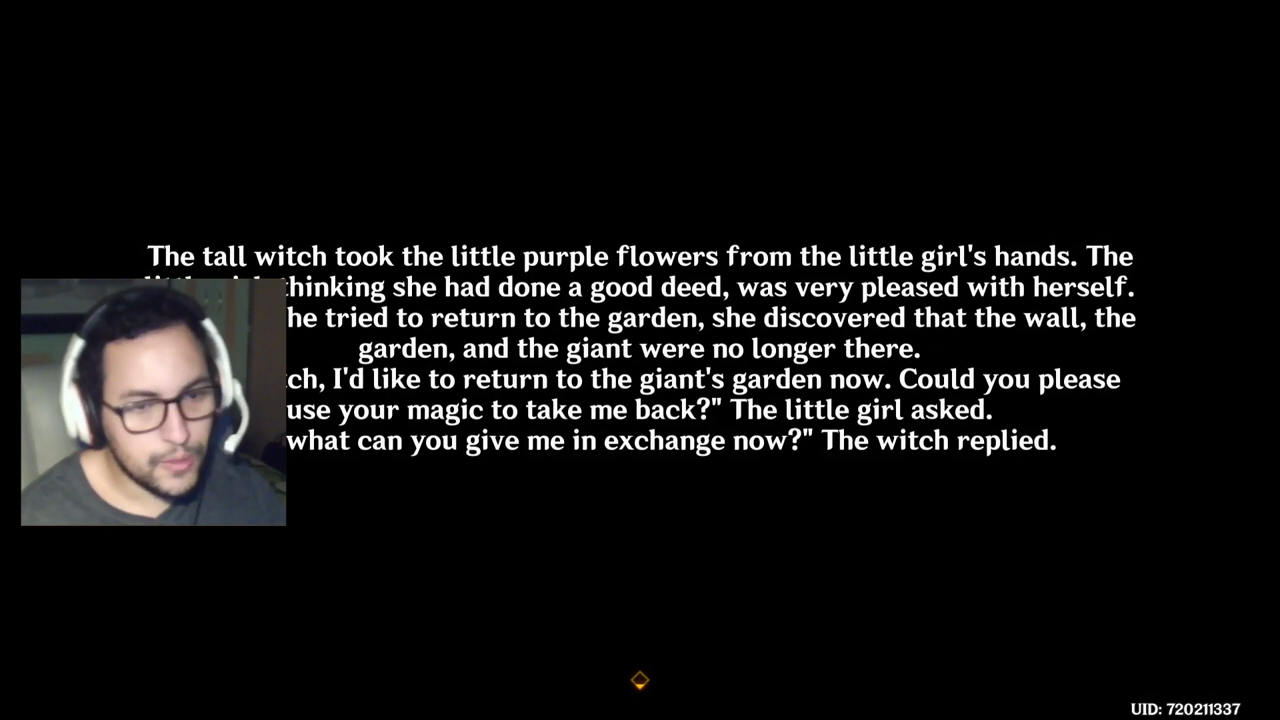 The tall witch took the little purple flowers from the little girl's hands. The
thinking she had done a good deed, was very pleased with herself.
he tried to return to the garden, she discovered that the wall, the
garden, and the giant were no longer there.
tch, I'd like to return to the giant's garden now. Could you please
use your magic to take me back?" The little girl asked.
what can you give me in exchange now?" The witch replied.
UID: 720211337